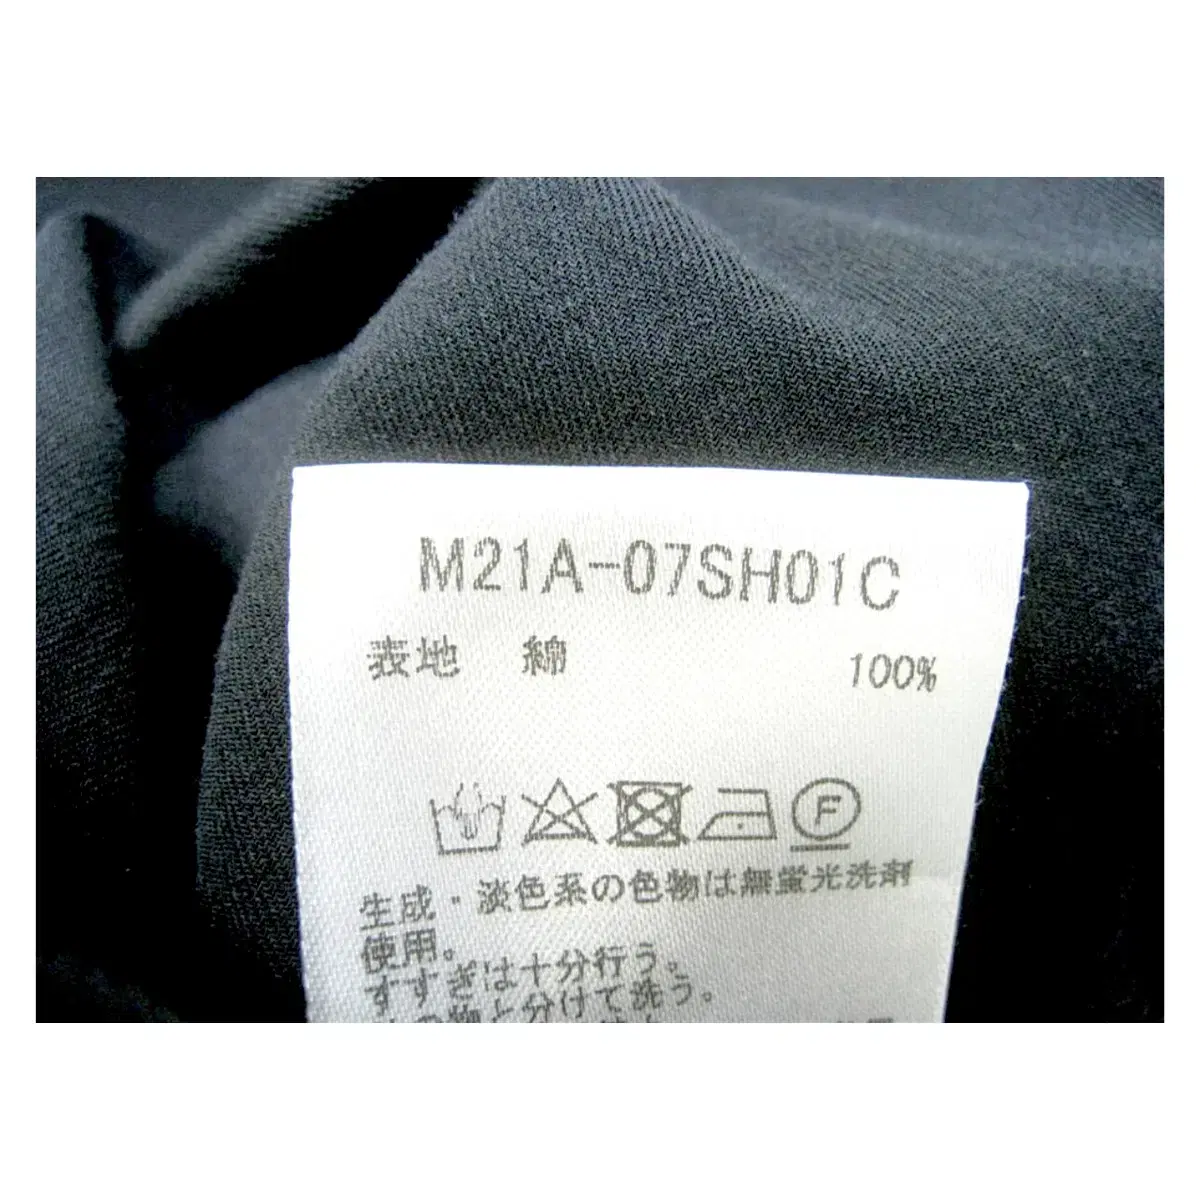 M21A-07SH01C
表地 綿 100%
F
生成・淡色系の色物は無蛍光洗剤
使用。
すすぎは十分行う。
の物と分けて洗う。